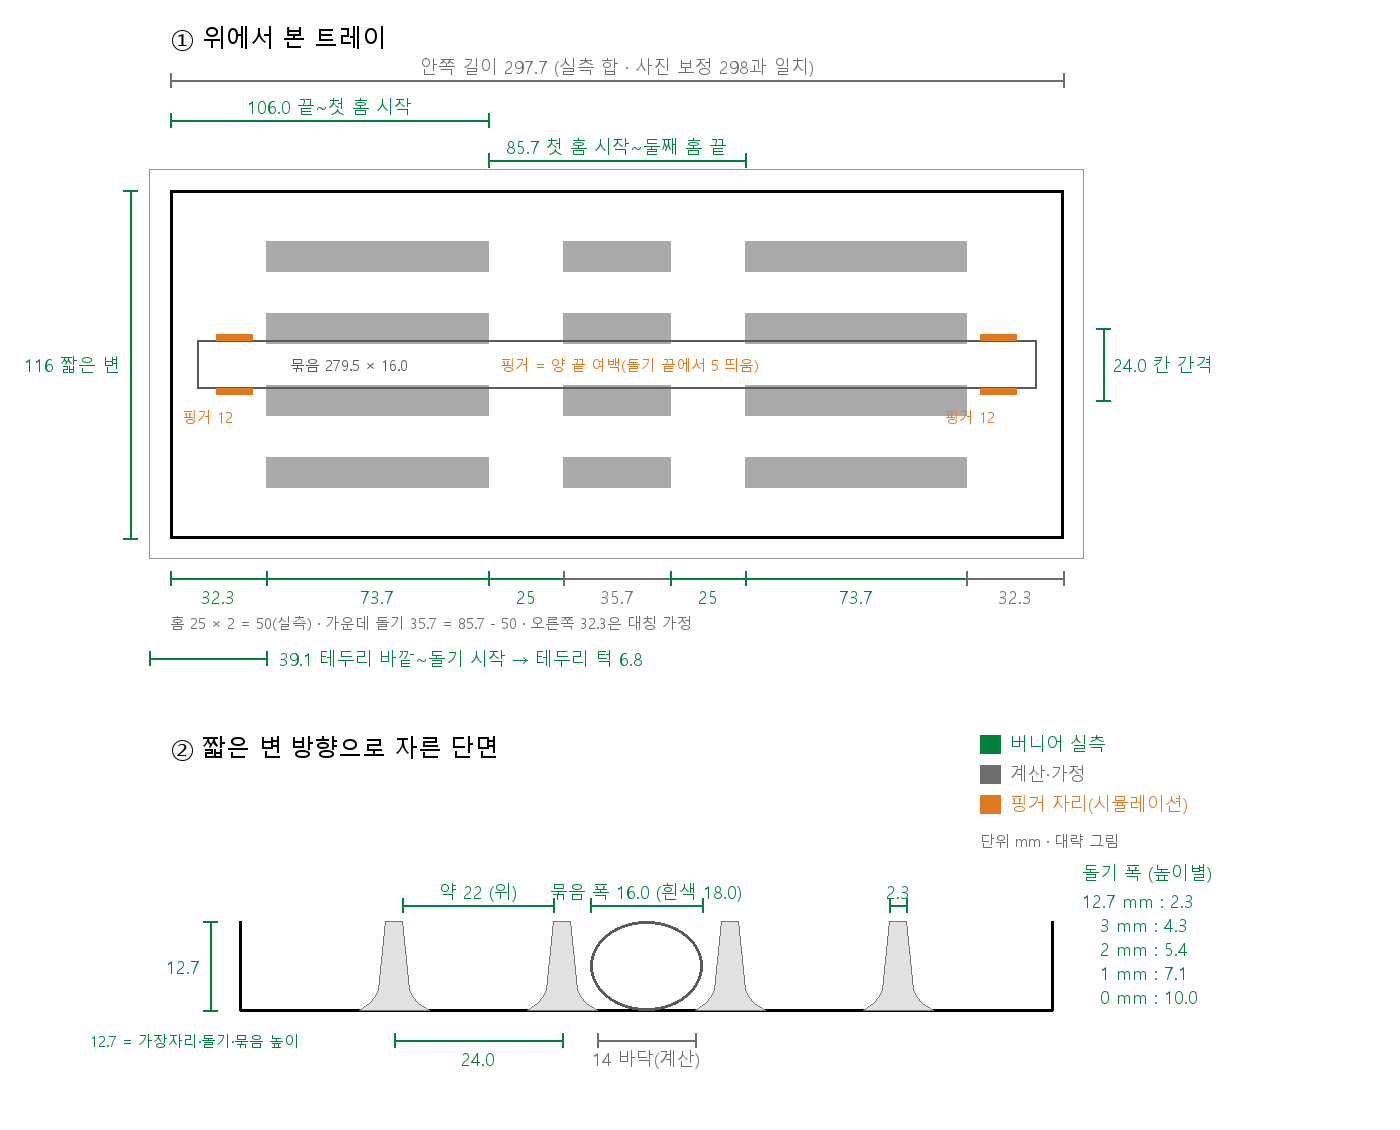 ① 위에서 본 트레이
안쪽 길이 297.7 (실측 합 · 사진 보정 298과 일치)
106.0 끝~첫 홈 시작
85.7 첫 홈 시작~둘째 홈 끝
116 짧은 변
묶음 279.5 × 16.0
핑거 = 양 끝 여백(돌기 끝에서 5 띄움)
24.0 칸 간격
핑거 12
핑거 12
32.3
73.7
25
35.7
25
73.7
32.3
홈 25 × 2 = 50(실측) · 가운데 돌기 35.7 = 85.7 - 50 · 오른쪽 32.3은 대칭 가정
39.1 테두리 바깥~돌기 시작 → 테두리 턱 6.8
② 짧은 변 방향으로 자른 단면
버니어 실측
계산·가정
핑거 자리(시뮬레이션)
단위 mm · 대략 그림
돌기 폭 (높이별)
12.7 mm : 2.3
3 mm : 4.3
2 mm : 5.4
1 mm : 7.1
0 mm : 10.0
약 22 (위)
묶음 폭 16.0 (흰색 18.0)
2.3
12.7
12.7 = 가장자리·돌기·묶음 높이
24.0
14 바닥(계산)